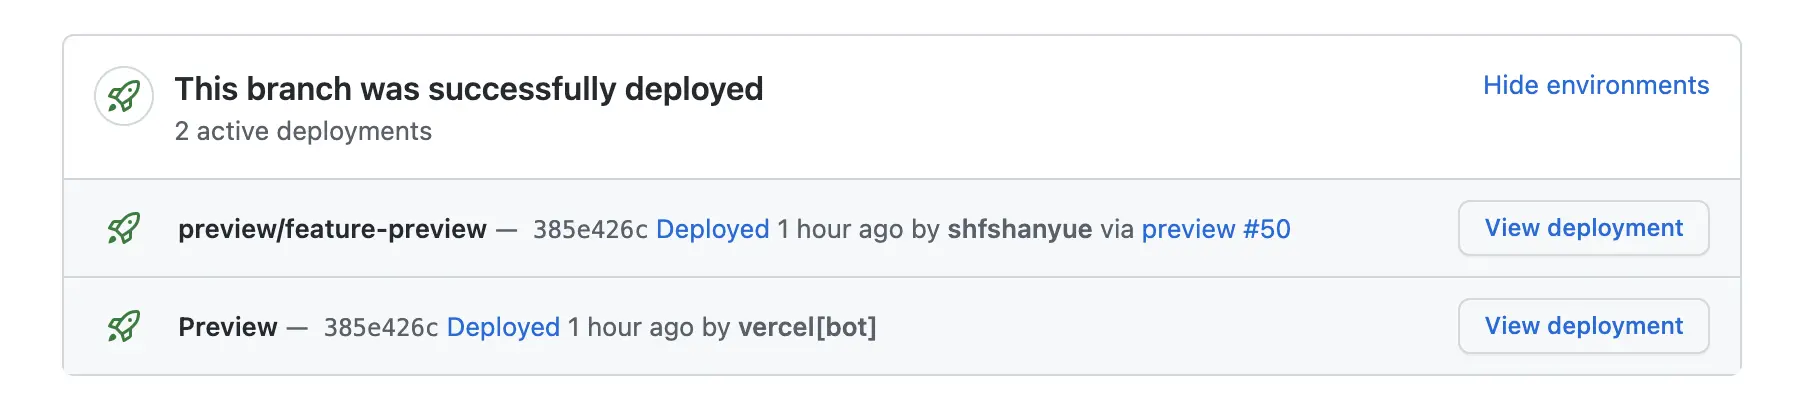 This branch was successfully deployed
Hide environments
2 active deployments
preview/feature-preview — 385e426c Deployed 1 hour ago by shfshanyue via preview #50
View deployment
Preview — 385e426c Deployed 1 hour ago by vercel[bot]
View deployment